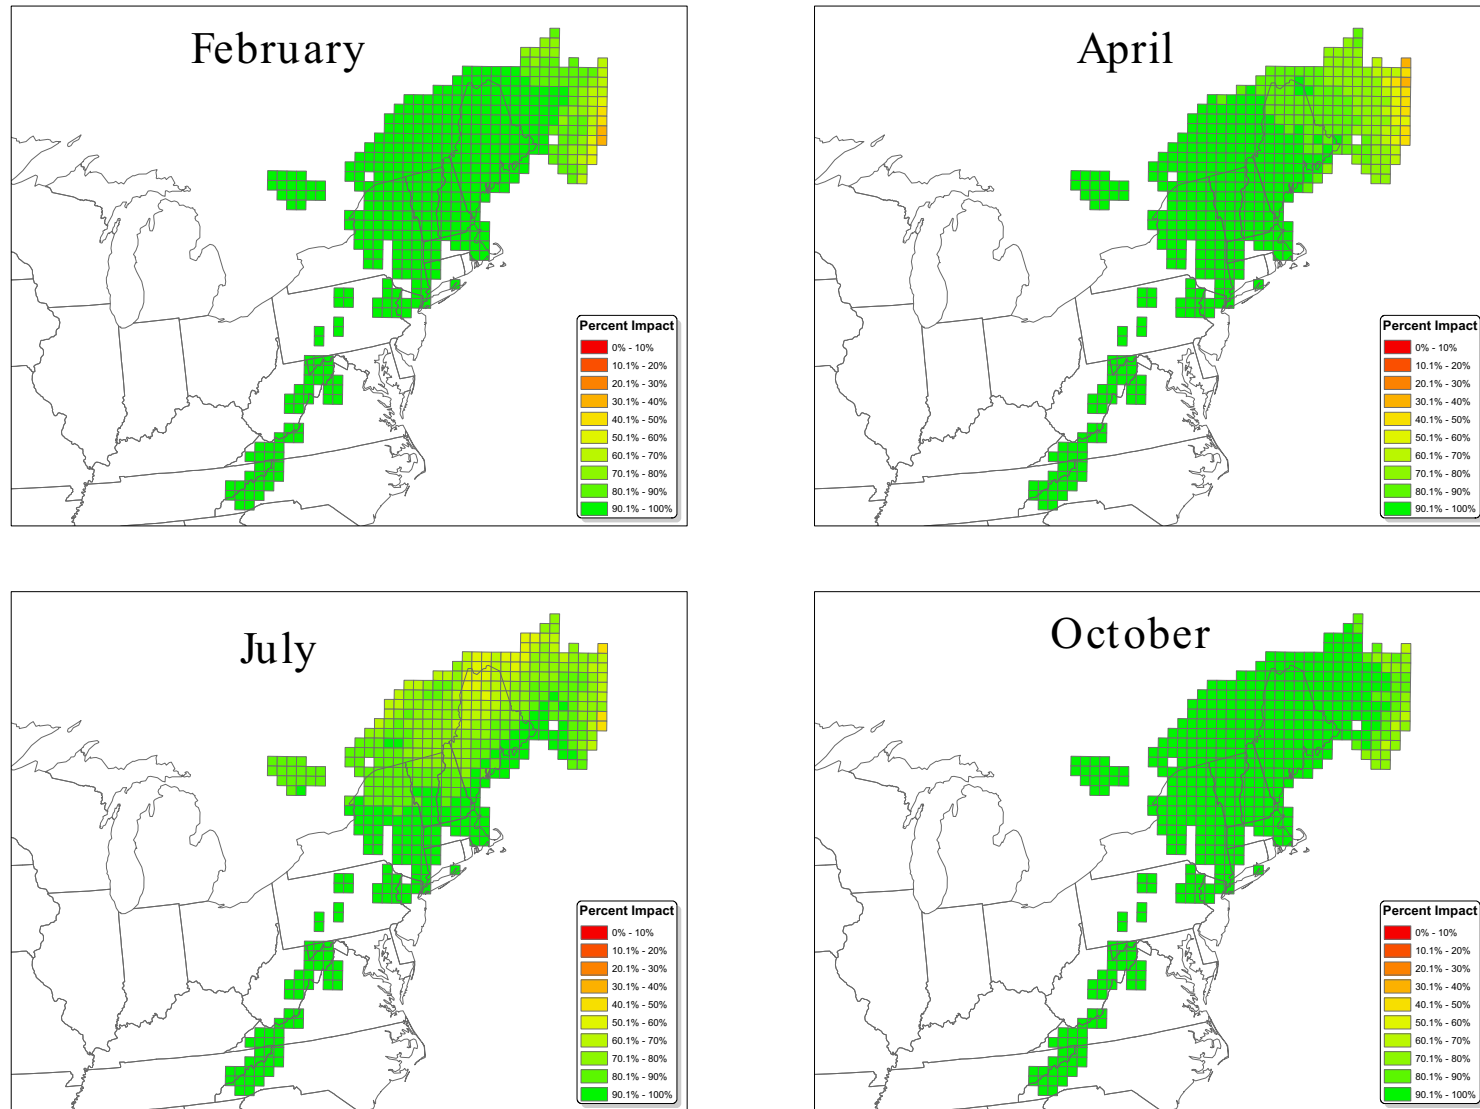 February
Percent Impact
0% - 10%
10.1% - 20%
20.1% - 30%
30.1% - 40%
40.1% - 50%
50.1% - 60%
60.1% - 70%
70.1% - 80%
80.1% - 90%
90.1% - 100%
April
Percent Impact
0% - 10%
10.1% - 20%
20.1% - 30%
30.1% - 40%
40.1% - 50%
50.1% - 60%
60.1% - 70%
70.1% - 80%
80.1% - 90%
90.1% - 100%
July
Percent Impact
0% - 10%
10.1% - 20%
20.1% - 30%
30.1% - 40%
40.1% - 50%
50.1% - 60%
60.1% - 70%
70.1% - 80%
80.1% - 90%
90.1% - 100%
October
Percent Impact
0% - 10%
10.1% - 20%
20.1% - 30%
30.1% - 40%
40.1% - 50%
50.1% - 60%
60.1% - 70%
70.1% - 80%
80.1% - 90%
90.1% - 100%